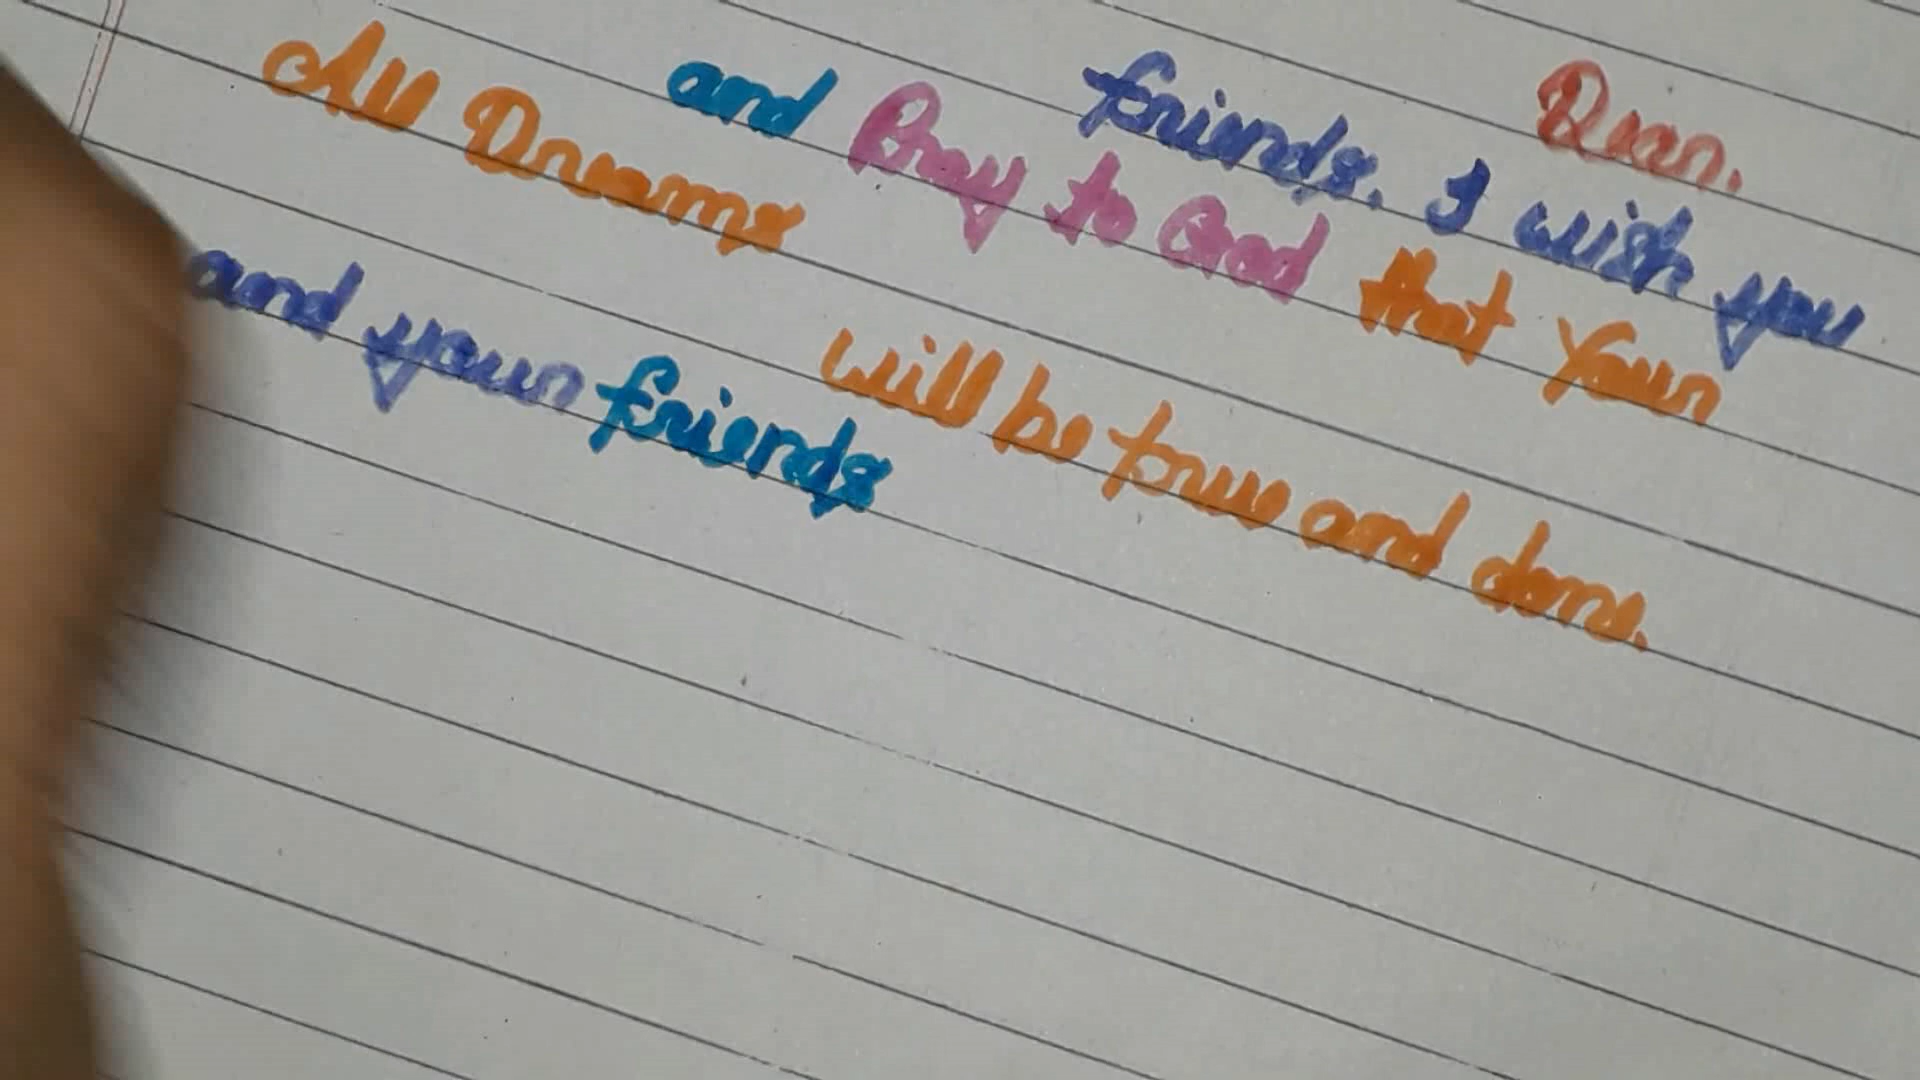 Dear.
friends. I wish you
and Pray to God that Your
All Dreams
will be true and done.
and your friends